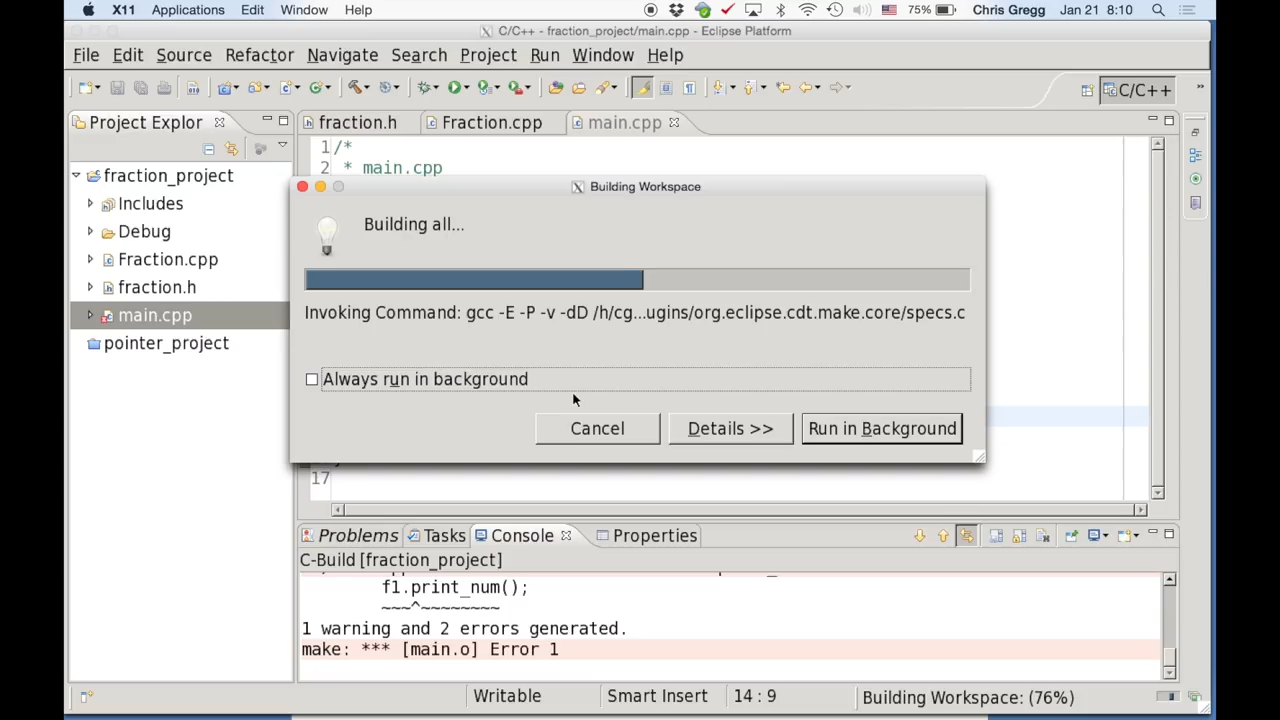 X11 Applications Edit Window Help 75% Chris Gregg Jan 21 8:10
C/C++ - fraction_project/main.cpp - Eclipse Platform
File Edit Source Refactor Navigate Search Project Run Window Help
C/C++
Project Explor
fraction.h Fraction.cpp main.cpp
fraction_project
Includes
Debug
Fraction.cpp
fraction.h
main.cpp
pointer_project
1 /*
2 * main.cpp
Building Workspace
Building all...
Invoking Command: gcc -E -P -v -dD /h/cg...ugins/org.eclipse.cdt.make.core/specs.c
Always run in background
Cancel Details >> Run in Background
17
Problems Tasks Console Properties
C-Build [fraction_project]
f1.print_num();
~~~^~~~~~~~~
1 warning and 2 errors generated.
make: *** [main.o] Error 1
Writable Smart Insert 14 : 9 Building Workspace: (76%)